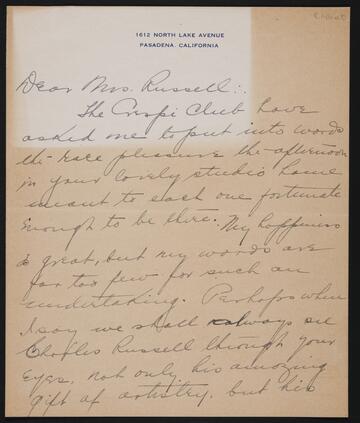 1612 NORTH LAKE AVENUE
PASADENA CALIFORNIA
Dear Mrs. Russell:
The Crespi Club have
asked me to put into words
the race pleasure the afternoon
in your lovely studio home
meant to each one fortunate
enough to be there. My happiness
is great, but my words are
far too few for such an
undertaking. Perhaps when
I say we shall always see
Charles Russell through your
eyes, not only his amazing
gift of artistry, but his